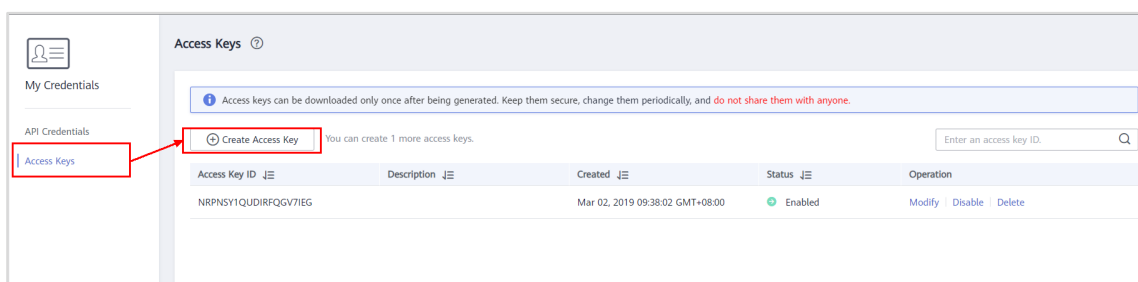 My Credentials
API Credentials
Access Keys
Access Keys ?
i Access keys can be downloaded only once after being generated. Keep them secure, change them periodically, and do not share them with anyone.
Create Access Key You can create 1 more access keys. Enter an access key ID.
Access Key ID Description Created Status Operation
NRPNSY1QUDIRFQGV7IEG Mar 02, 2019 09:38:02 GMT+08:00 Enabled Modify Disable Delete